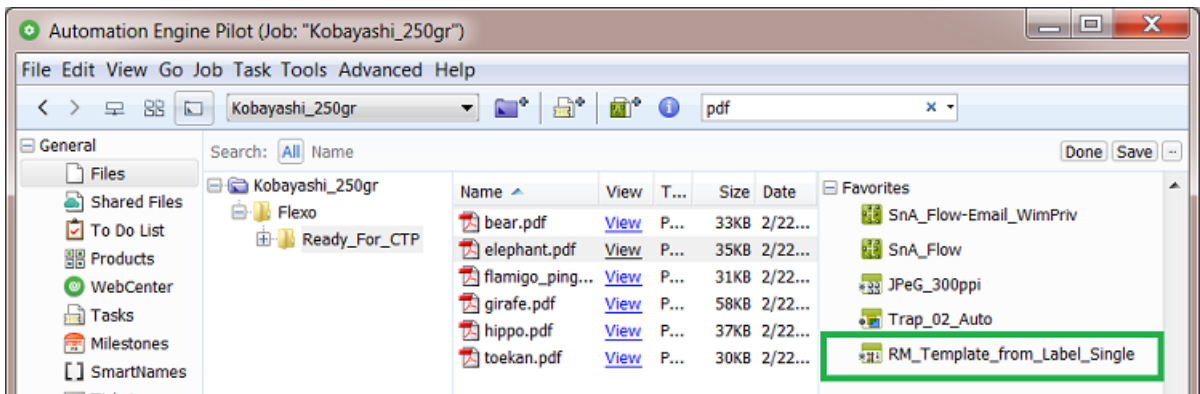 Automation Engine Pilot (Job: "Kobayashi_250gr")
File Edit View Go Job Task Tools Advanced Help
Kobayashi_250gr pdf
General
Files
Shared Files
To Do List
Products
WebCenter
Tasks
Milestones
SmartNames
Search: All Name Done Save
Kobayashi_250gr
Flexo
Ready_For_CTP
Name View T... Size Date
bear.pdf View P... 33KB 2/22...
elephant.pdf View P... 35KB 2/22...
flamigo_ping... View P... 31KB 2/22...
girafe.pdf View P... 58KB 2/22...
hippo.pdf View P... 37KB 2/22...
toekan.pdf View P... 30KB 2/22...
Favorites
SnA_Flow-Email_WimPriv
SnA_Flow
JPeG_300ppi
Trap_02_Auto
RM_Template_from_Label_Single